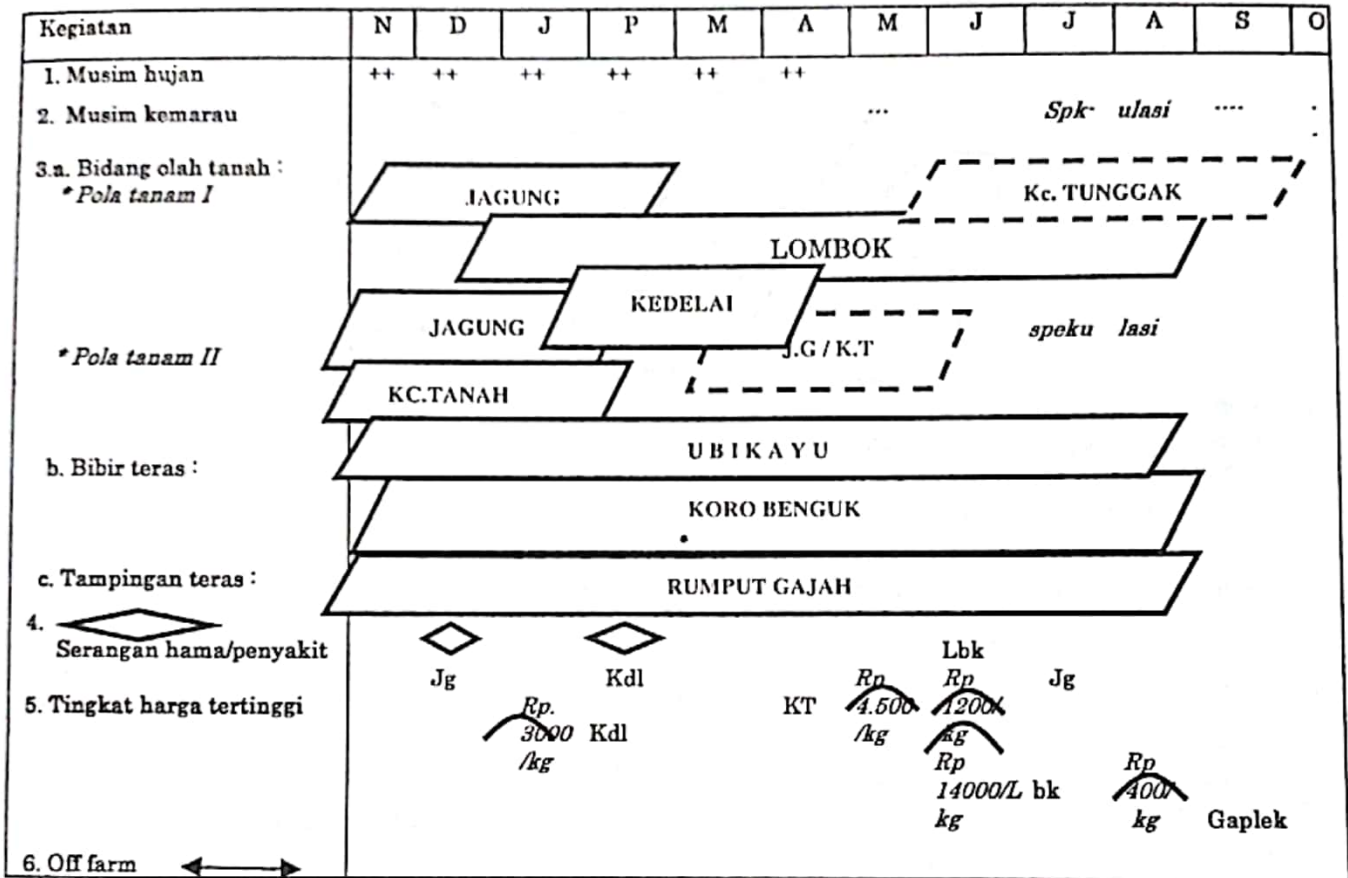 Kegiatan N D J P M A M J J A S O
1. Musim hujan ++ ++ ++ ++ ++ ++
2. Musim kemarau ... Spk- ulasi ....
3.a. Bidang olah tanah :
* Pola tanam I
JAGUNG
Kc. TUNGGAK
LOMBOK
KEDELAI
JAGUNG
speku lasi
* Pola tanam II
J.G / K.T
KC.TANAH
b. Bibir teras :
UBIKAYU
KORO BENGUK
c. Tampingan teras :
RUMPUT GAJAH
4.
Serangan hama/penyakit
Jg Kdl Lbk
5. Tingkat harga tertinggi
Rp.
3000 Kdl
/kg
KT
Rp
4.500
/kg
Rp
1200/
kg
Jg
Rp
14000/L bk
kg
Rp
400/
kg Gaplek
6. Off farm